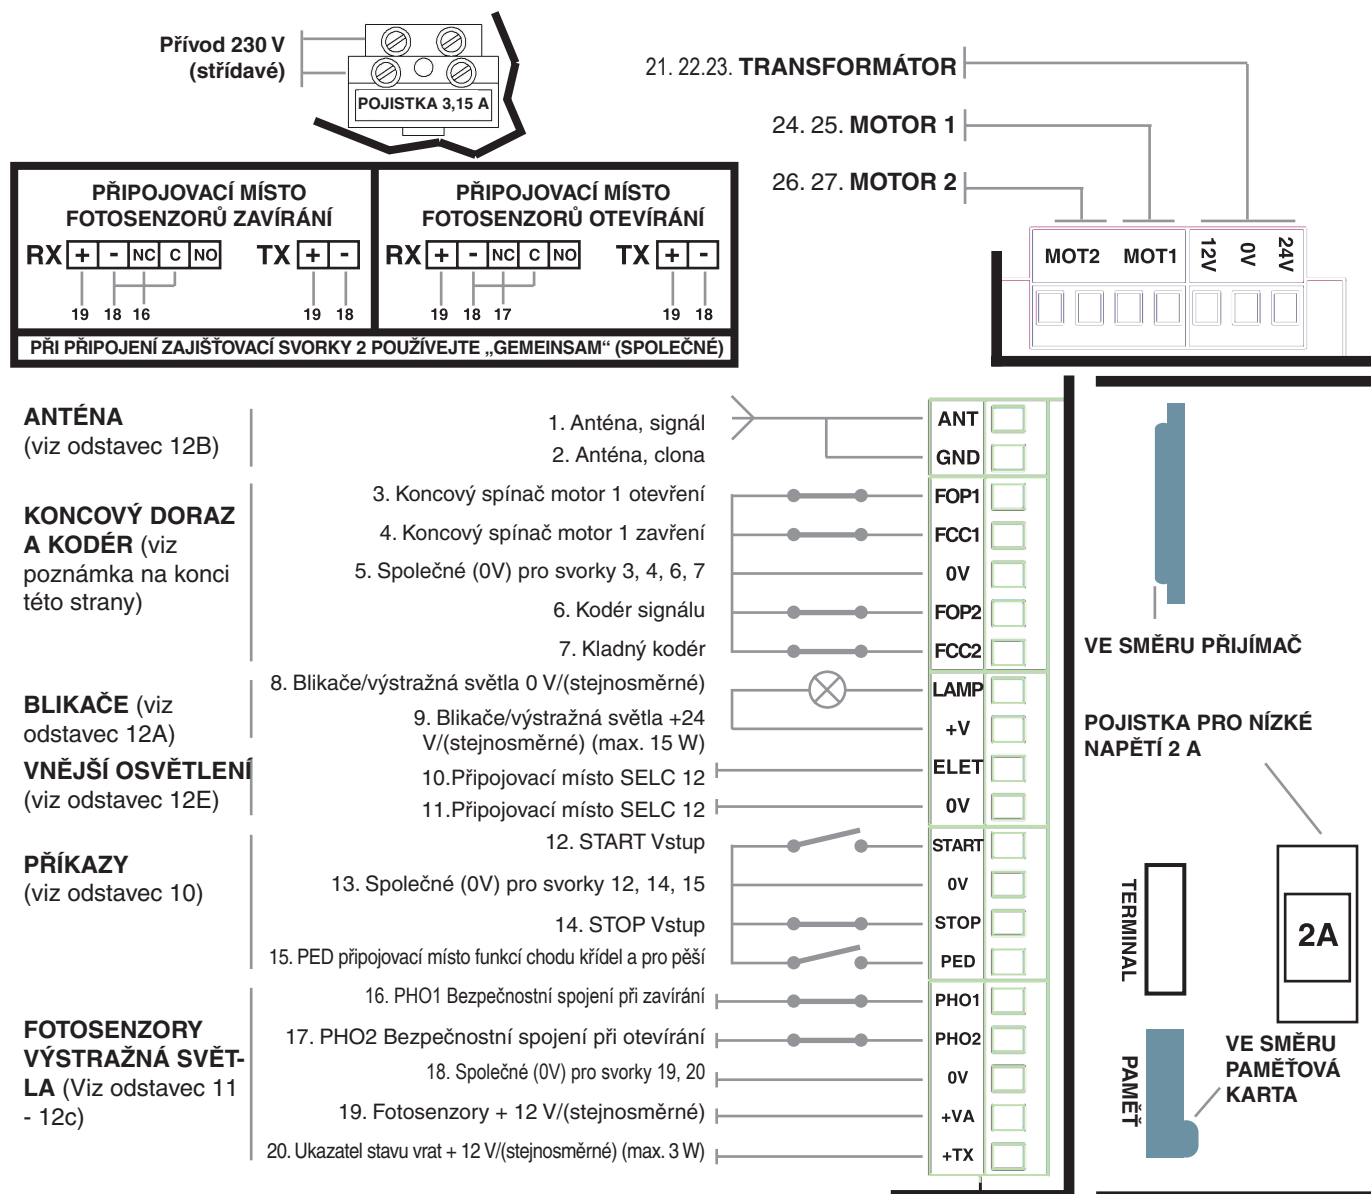 Přívod 230 V
(střídavé)
POJISTKA 3,15 A
21. 22.23. TRANSFORMÁTOR
24. 25. MOTOR 1
26. 27. MOTOR 2
MOT2 MOT1 12V 0V 24V
PŘIPOJOVACÍ MÍSTO
FOTOSENZORŮ ZAVÍRÁNÍ
RX + - NC C NO TX + -
19 18 16 19 18
PŘIPOJOVACÍ MÍSTO
FOTOSENZORŮ OTEVÍRÁNÍ
RX + - NC C NO TX + -
19 18 17 19 18
PŘI PŘIPOJENÍ ZAJIŠŤOVACÍ SVORKY 2 POUŽÍVEJTE „GEMEINSAM“ (SPOLEČNÉ)
ANTÉNA
(viz odstavec 12B)
1. Anténa, signál
ANT
2. Anténa, clona
GND
KONCOVÝ DORAZ
A KODÉR (viz
poznámka na konci
této strany)
3. Koncový spínač motor 1 otevření
FOP1
4. Koncový spínač motor 1 zavření
FCC1
5. Společné (0V) pro svorky 3, 4, 6, 7
0V
6. Kodér signálu
FOP2
7. Kladný kodér
FCC2
BLIKAČE (viz
odstavec 12A)
8. Blikače/výstražná světla 0 V/(stejnosměrné)
LAMP
9. Blikače/výstražná světla +24
V/(stejnosměrné) (max. 15 W)
+V
VNĚJŠÍ OSVĚTLENÍ
(viz odstavec 12E)
10.Připojovací místo SELC 12
ELET
11.Připojovací místo SELC 12
0V
PŘÍKAZY
(viz odstavec 10)
12. START Vstup
START
13. Společné (0V) pro svorky 12, 14, 15
0V
14. STOP Vstup
STOP
15. PED připojovací místo funkcí chodu křídel a pro pěší
PED
FOTOSENZORY
VÝSTRAŽNÁ SVĚT-
LA (Viz odstavec 11
- 12c)
16. PHO1 Bezpečnostní spojení při zavírání
PHO1
17. PHO2 Bezpečnostní spojení při otevírání
PHO2
18. Společné (0V) pro svorky 19, 20
0V
19. Fotosenzory + 12 V/(stejnosměrné)
+VA
20. Ukazatel stavu vrat + 12 V/(stejnosměrné) (max. 3 W)
+TX
VE SMĚRU PŘIJÍMAČ
POJISTKA PRO NÍZKÉ
NAPĚTÍ 2 A
TERMINAL
2A
PAMĚŤ
VE SMĚRU
PAMĚŤOVÁ
KARTA